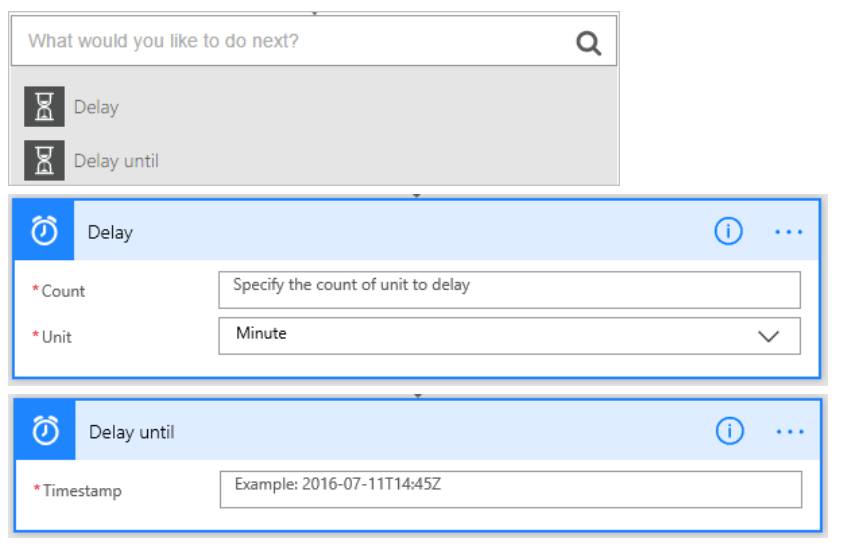 What would you like to do next?
Delay
Delay until
Delay
* Count Specify the count of unit to delay
* Unit Minute
Delay until
* Timestamp Example: 2016-07-11T14:45Z